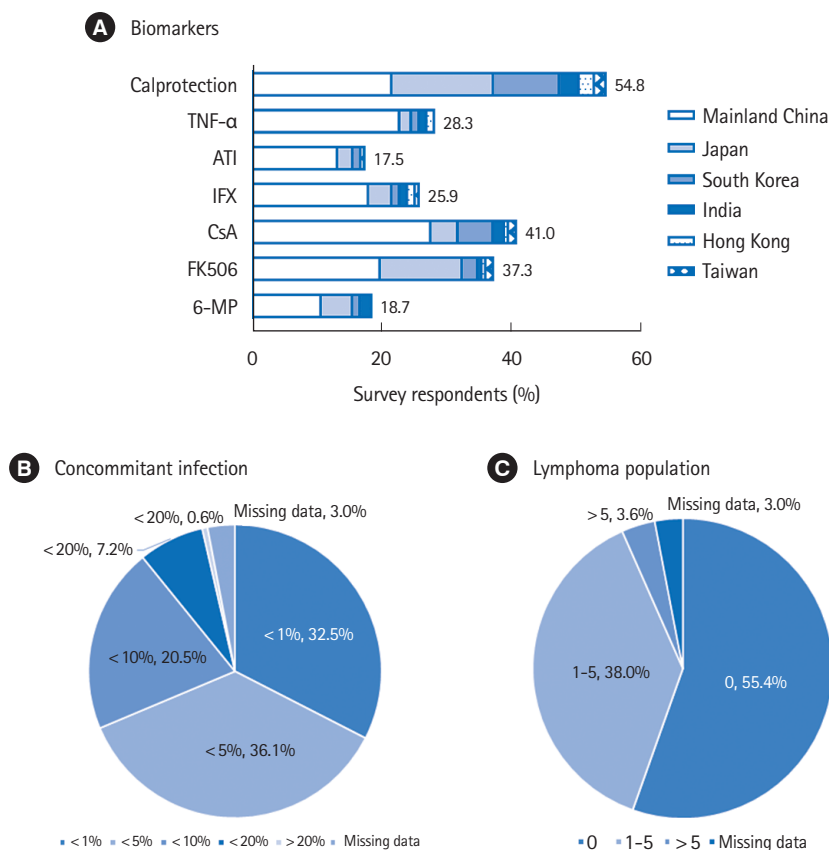 A Biomarkers
Calprotection
54.8
TNF-α
28.3
ATI
17.5
IFX
25.9
CsA
41.0
FK506
37.3
6-MP
18.7
0 20 40 60
Survey respondents (%)
Mainland China
Japan
South Korea
India
Hong Kong
Taiwan
B Concommitant infection
<20%, 0.6%
Missing data, 3.0%
<20%, 7.2%
<1%, 32.5%
<10%, 20.5%
<5%, 36.1%
<1% <5% <10% <20% >20% Missing data
C Lymphoma population
>5, 3.6%
Missing data, 3.0%
1-5, 38.0%
0, 55.4%
0 1-5 >5 Missing data